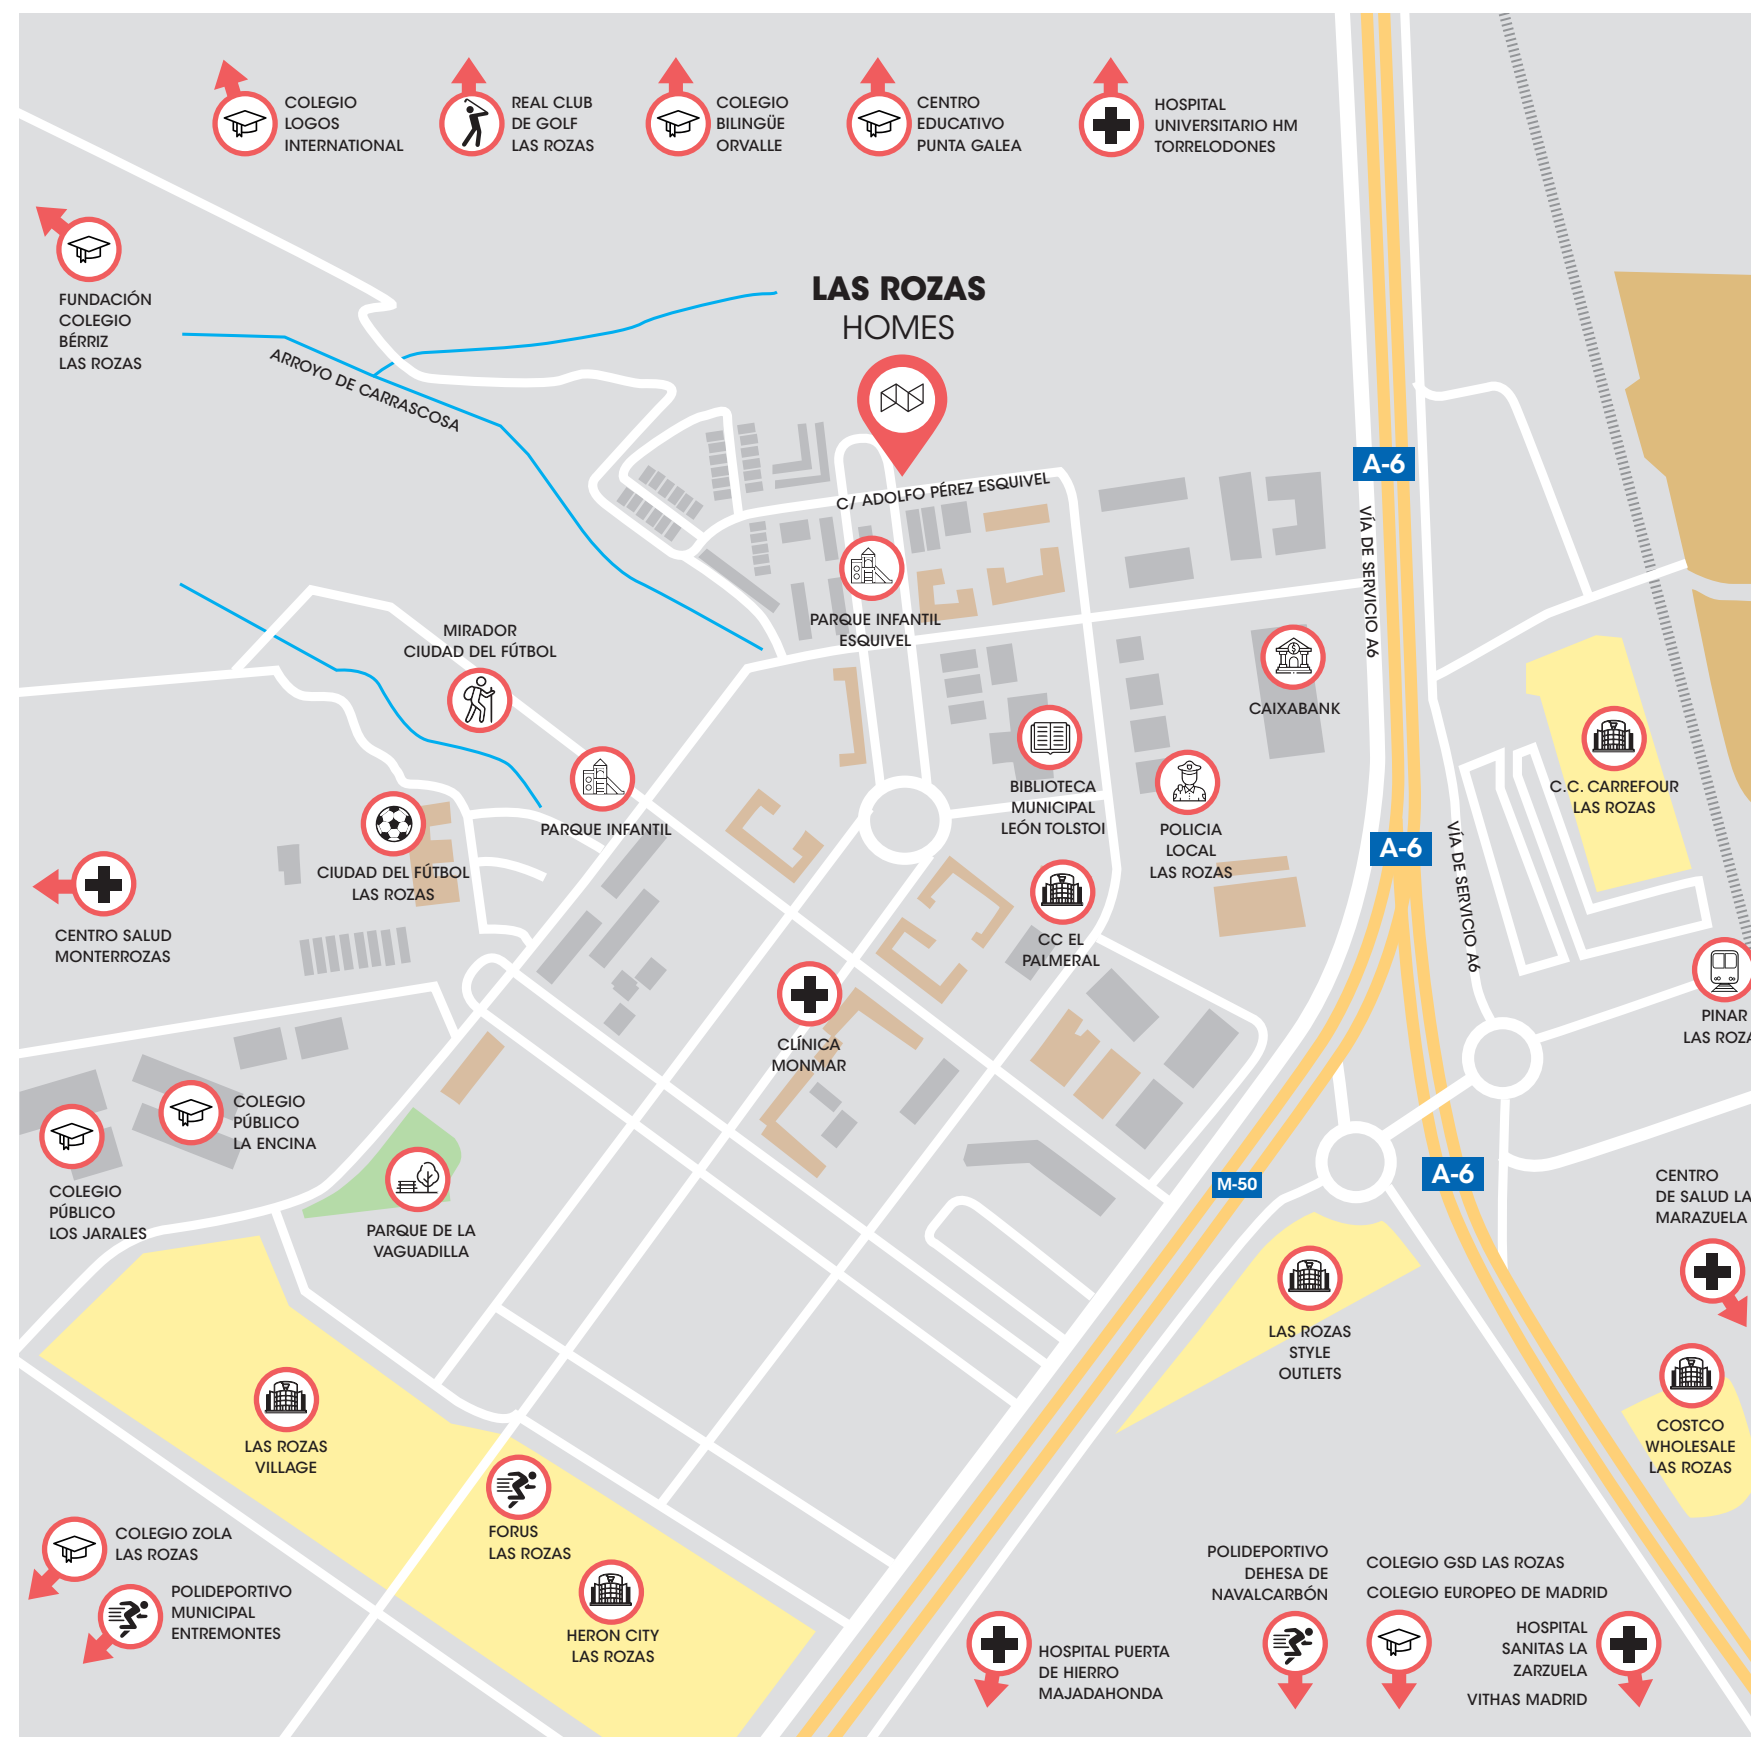 COLEGIO
LOGOS
INTERNATIONAL
REAL CLUB
DE GOLF
LAS ROZAS
COLEGIO
BILINGÜE
ORVALLE
CENTRO
EDUCATIVO
PUNTA GALEA
HOSPITAL
UNIVERSITARIO HM
TORRELODONES
FUNDACIÓN
COLEGIO
BÉRRIZ
LAS ROZAS
LAS ROZAS
HOMES
ARROYO DE CARRASCOSA
A-6
C/ ADOLFO PÉREZ ESQUIVEL
VÍA DE SERVICIO A6
PARQUE INFANTIL
ESQUIVEL
MIRADOR
CIUDAD DEL FÚTBOL
CAIXABANK
C.C. CARREFOUR
LAS ROZAS
BIBLIOTECA
MUNICIPAL
LEÓN TOLSTOI
PARQUE INFANTIL
POLICIA
LOCAL
LAS ROZAS
A-6
VÍA DE SERVICIO A6
CIUDAD DEL FÚTBOL
LAS ROZAS
CENTRO SALUD
MONTERROZAS
CC EL
PALMERAL
PINAR
LAS ROZA
CLÍNICA
MONMAR
COLEGIO
PÚBLICO
LA ENCINA
COLEGIO
PÚBLICO
LOS JARALES
M-50
A-6
CENTRO
DE SALUD LA
MARAZUELA
PARQUE DE LA
VAGUADILLA
LAS ROZAS
STYLE
OUTLETS
LAS ROZAS
VILLAGE
COSTCO
WHOLESALE
LAS ROZAS
FORUS
LAS ROZAS
COLEGIO ZOLA
LAS ROZAS
POLIDEPORTIVO
MUNICIPAL
ENTREMONTES
HERON CITY
LAS ROZAS
POLIDEPORTIVO
DEHESA DE
NAVALCARBÓN
COLEGIO GSD LAS ROZAS
COLEGIO EUROPEO DE MADRID
HOSPITAL PUERTA
DE HIERRO
MAJADAHONDA
HOSPITAL
SANITAS LA
ZARZUELA
VITHAS MADRID